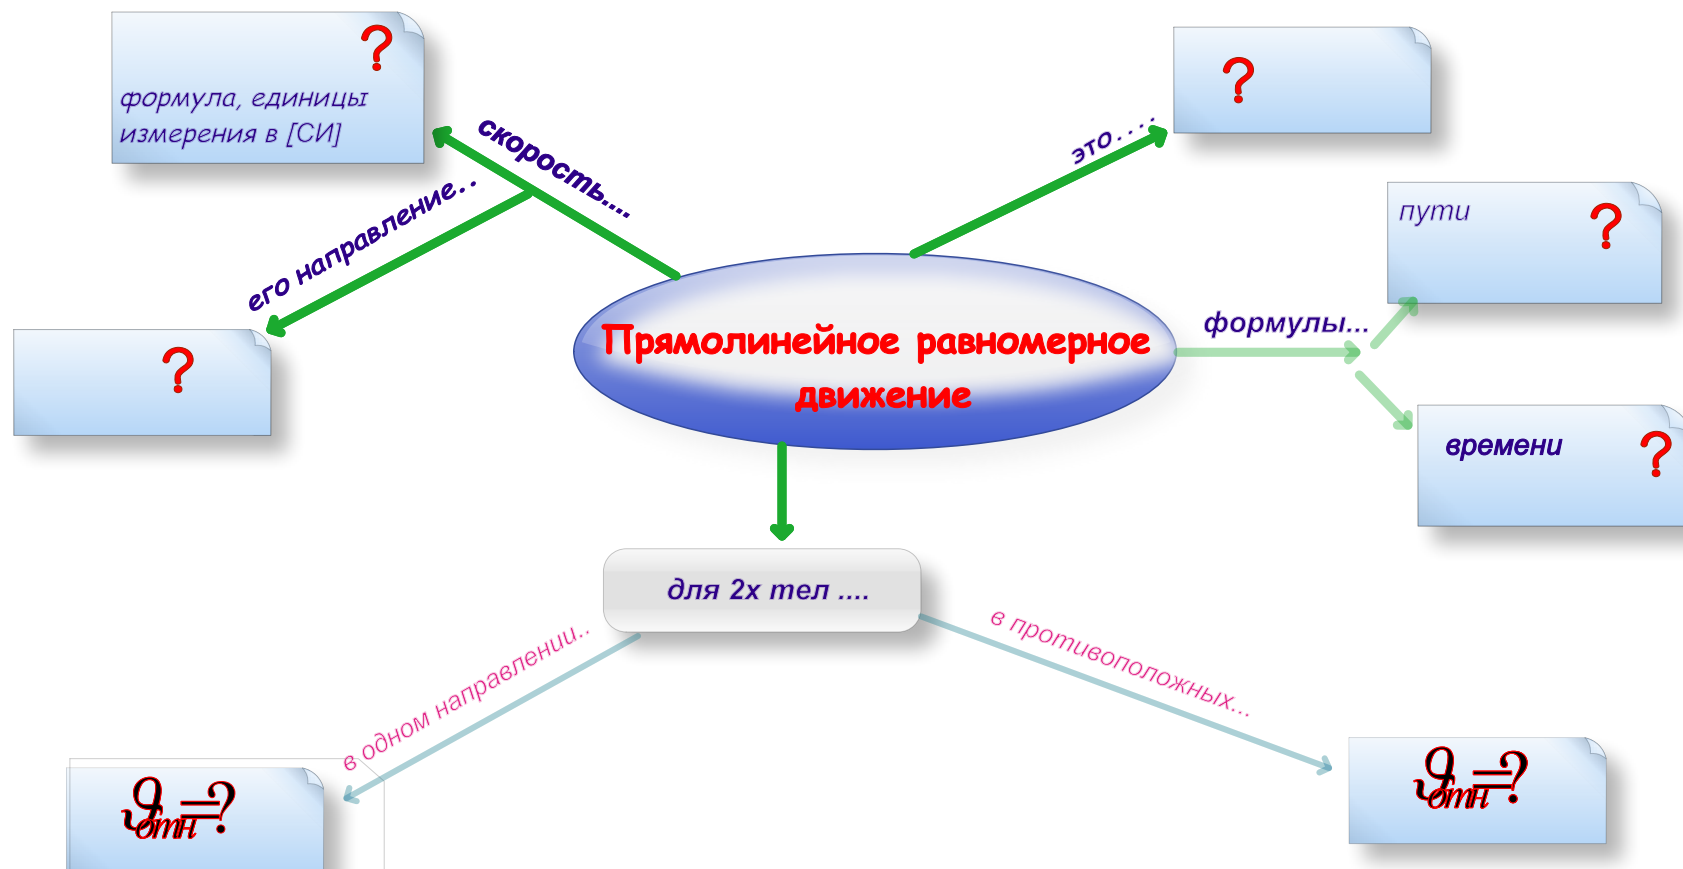 ?
формула, единицы
измерения в [СИ]
скорость....
его направление..
?
это.....
?
пути ?
формулы...
времени ?
Прямолинейное равномерное
движение
для 2х тел ....
в одном направлении..
в противоположных...
𝜗отн=?
𝜗отн=?